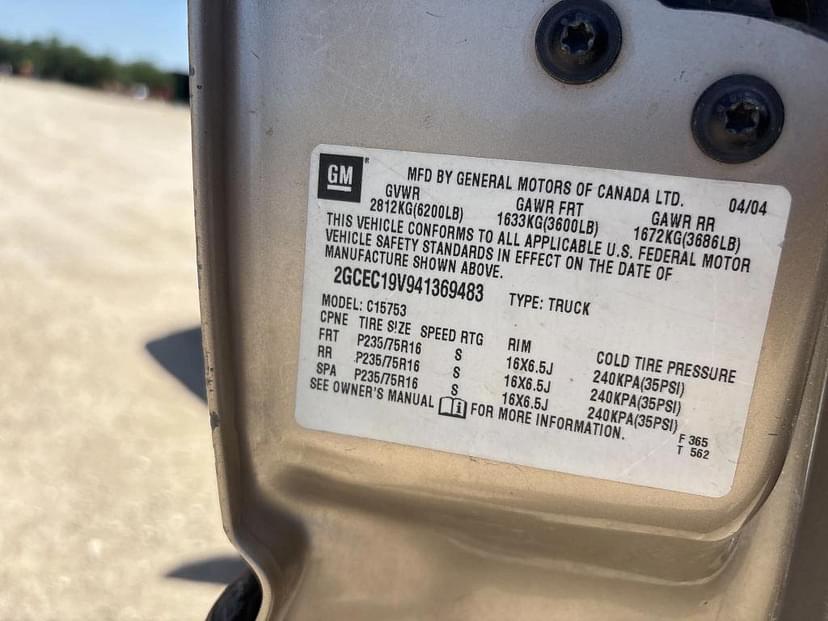 GM®
MFD BY GENERAL MOTORS OF CANADA LTD. 04/04
GVWR GAWR FRT GAWR RR
2812KG(6200LB) 1633KG(3600LB) 1672KG(3686LB)
THIS VEHICLE CONFORMS TO ALL APPLICABLE U.S. FEDERAL MOTOR
VEHICLE SAFETY STANDARDS IN EFFECT ON THE DATE OF
MANUFACTURE SHOWN ABOVE.
2GCEC19V941369483 TYPE: TRUCK
MODEL: C15753
CPNE TIRE SIZE SPEED RTG RIM COLD TIRE PRESSURE
FRT P235/75R16 S 16X6.5J 240KPA(35PSI)
RR P235/75R16 S 16X6.5J 240KPA(35PSI)
SPA P235/75R16 S 16X6.5J 240KPA(35PSI)
SEE OWNER'S MANUAL FOR MORE INFORMATION.
F 365
T 562